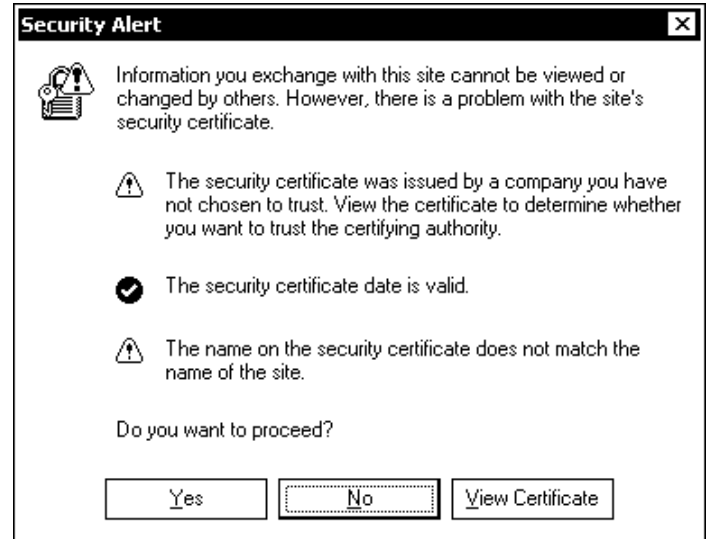 Security Alert
Information you exchange with this site cannot be viewed or
changed by others. However, there is a problem with the site's
security certificate.
The security certificate was issued by a company you have
not chosen to trust. View the certificate to determine whether
you want to trust the certifying authority.
The security certificate date is valid.
The name on the security certificate does not match the
name of the site.
Do you want to proceed?
Yes No View Certificate